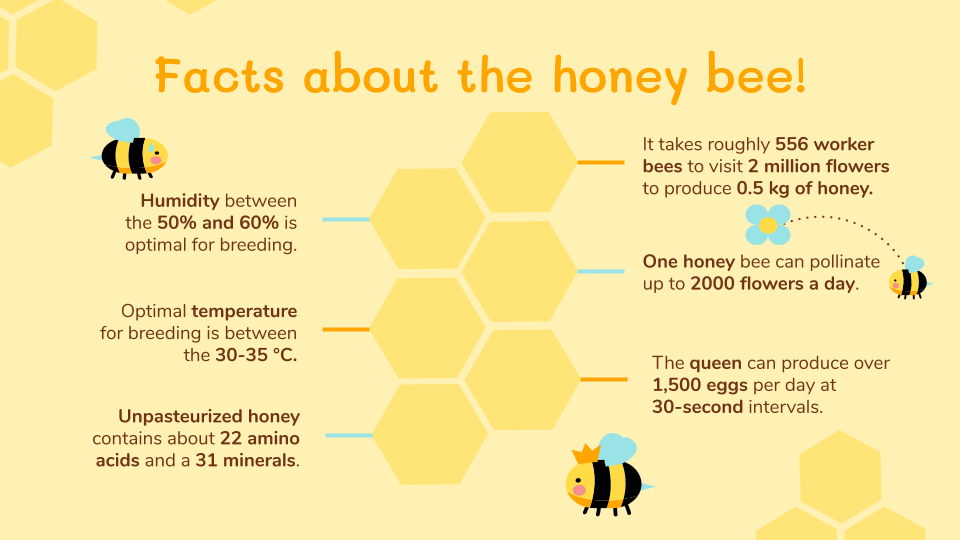 Facts about the honey bee!
Humidity between
the 50% and 60% is
optimal for breeding.
Optimal temperature
for breeding is between
the 30-35 °C.
Unpasteurized honey
contains about 22 amino
acids and a 31 minerals.
It takes roughly 556 worker
bees to visit 2 million flowers
to produce 0.5 kg of honey.
One honey bee can pollinate
up to 2000 flowers a day.
The queen can produce over
1,500 eggs per day at
30-second intervals.